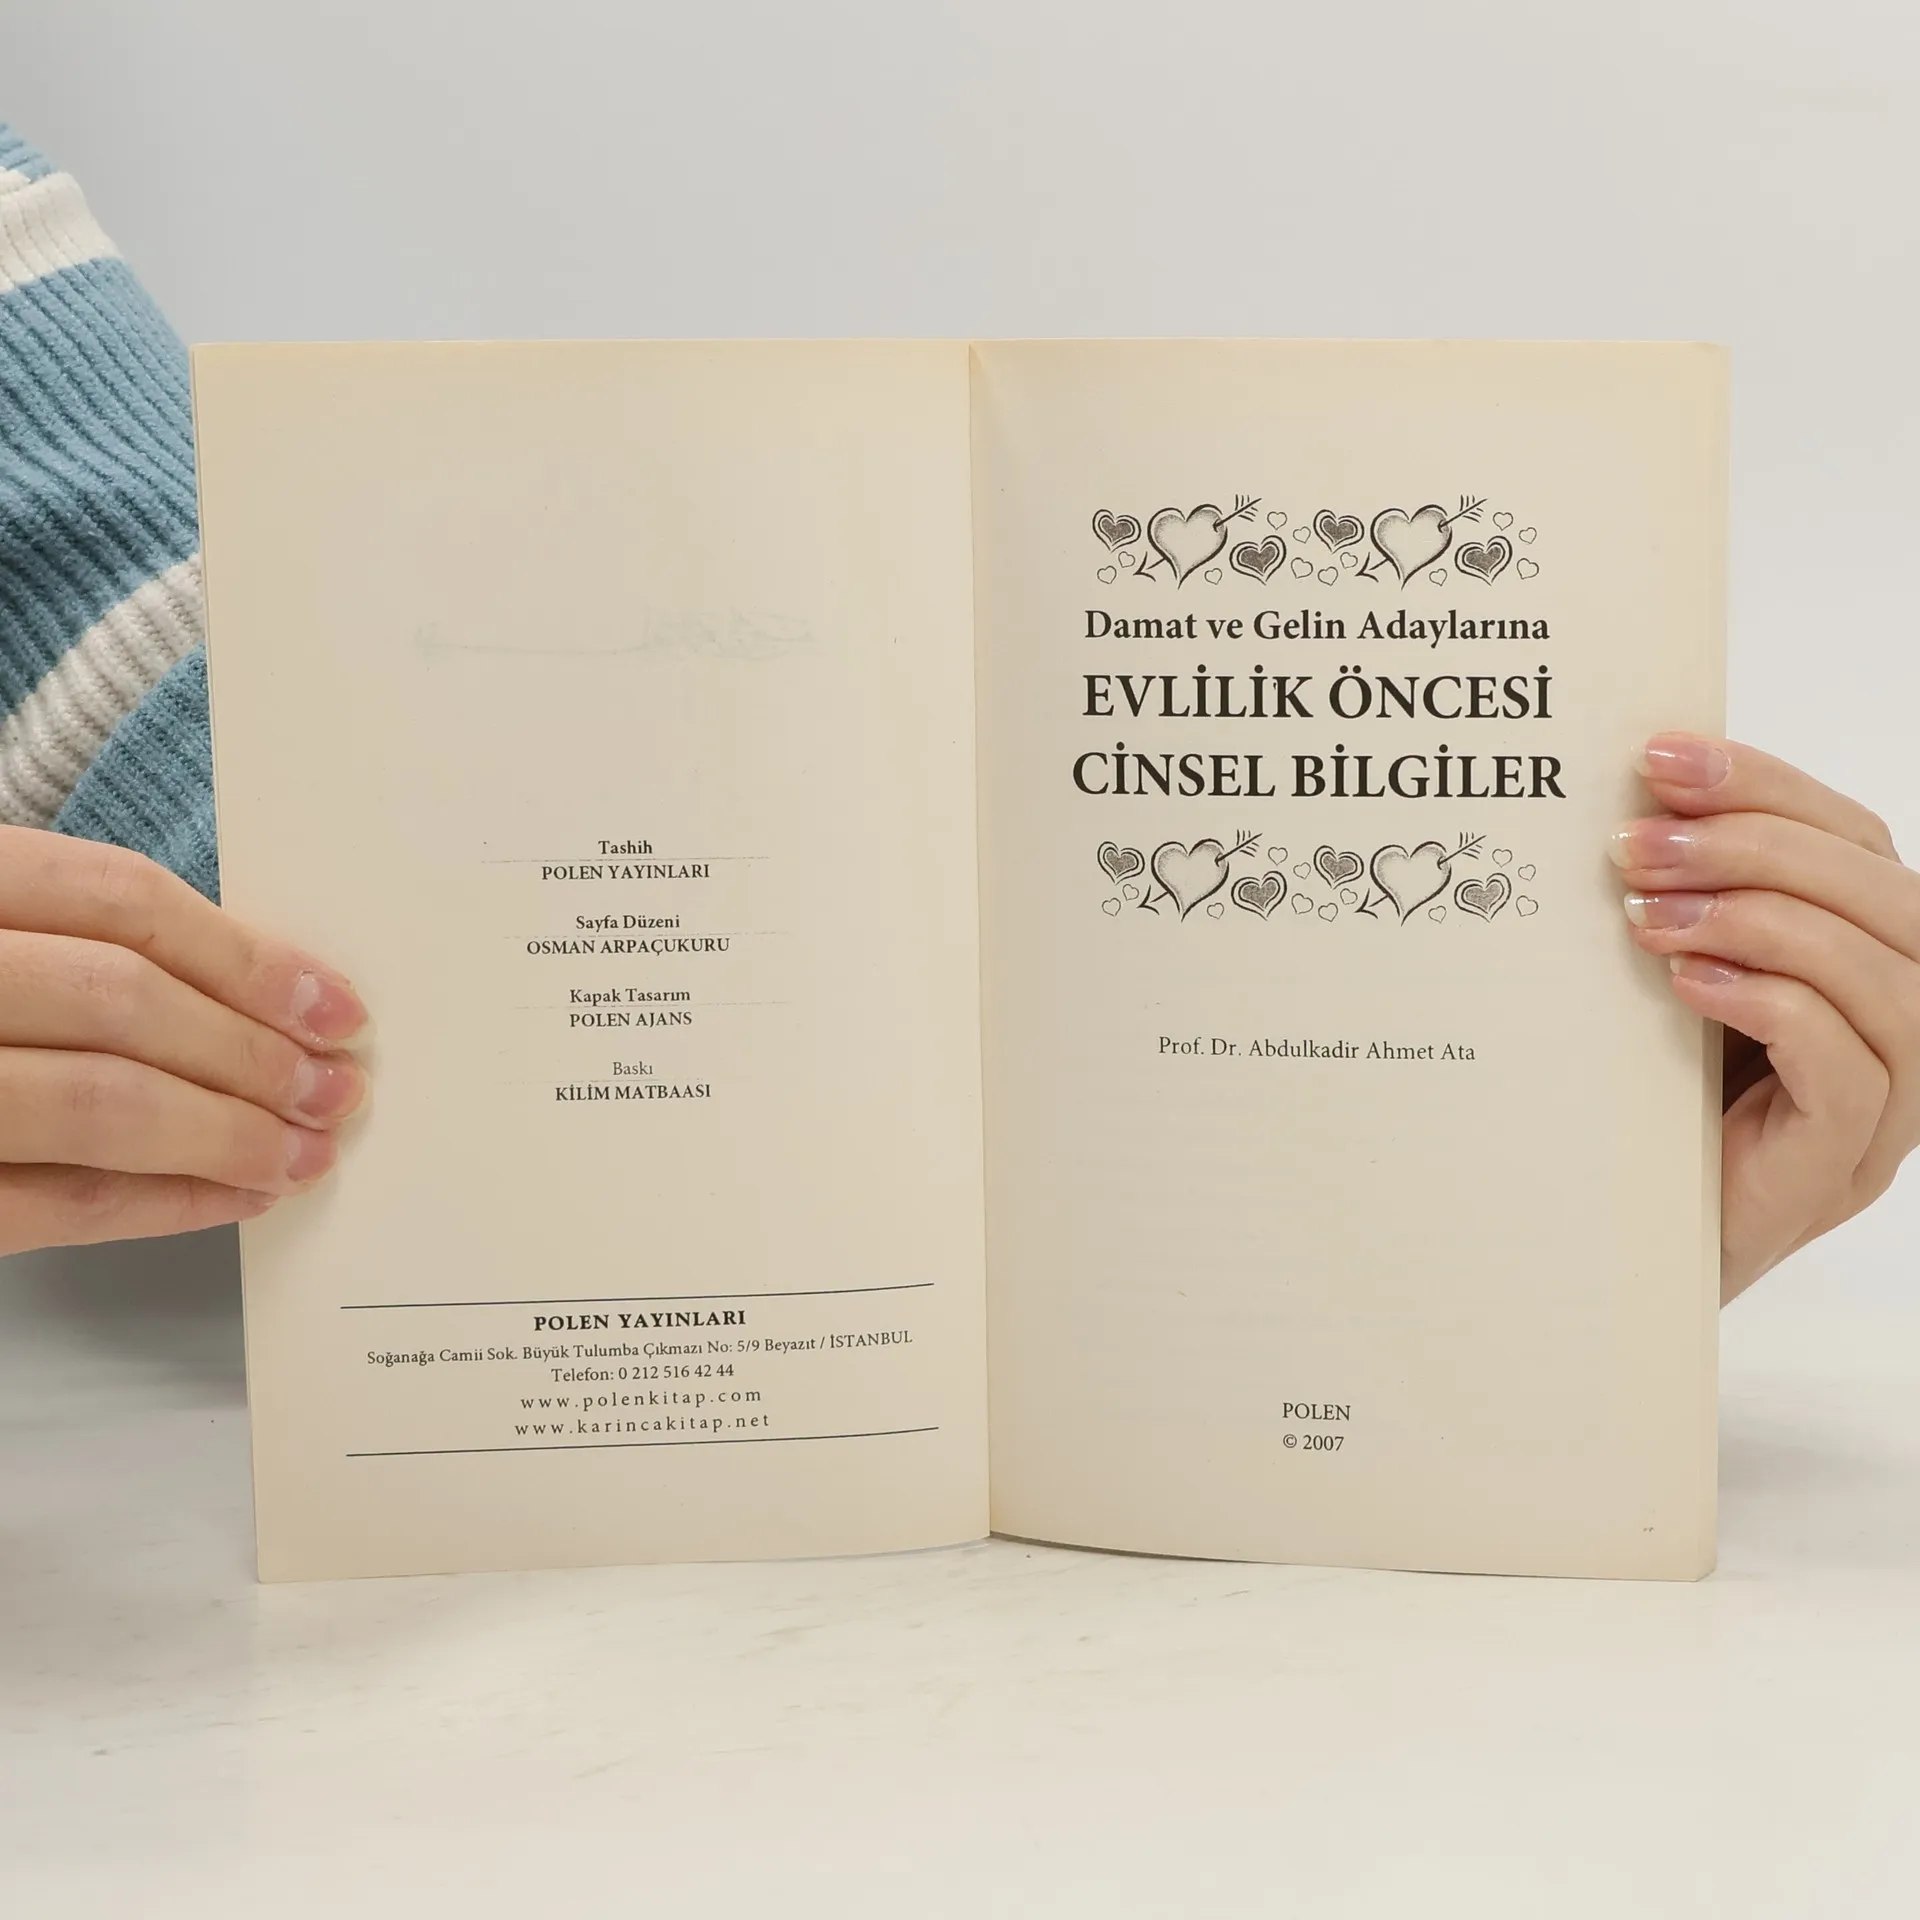 Tashih
POLEN YAYINLARI
Sayfa Düzeni
OSMAN ARPAÇUKURU
Kapak Tasarım
POLEN AJANS
Baskı
KİLİM MATBAASI
POLEN YAYINLARI
Soğanağa Camii Sok. Büyük Tulumba Çıkmazı No: 5/9 Beyazıt / İSTANBUL
Telefon: 0 212 516 42 44
www.polenkitap.com
www.karincakitap.net
Damat ve Gelin Adaylarına
EVLİLİK ÖNCESİ
CİNSEL BİLGİLER
Prof. Dr. Abdulkadir Ahmet Ata
POLEN
© 2007